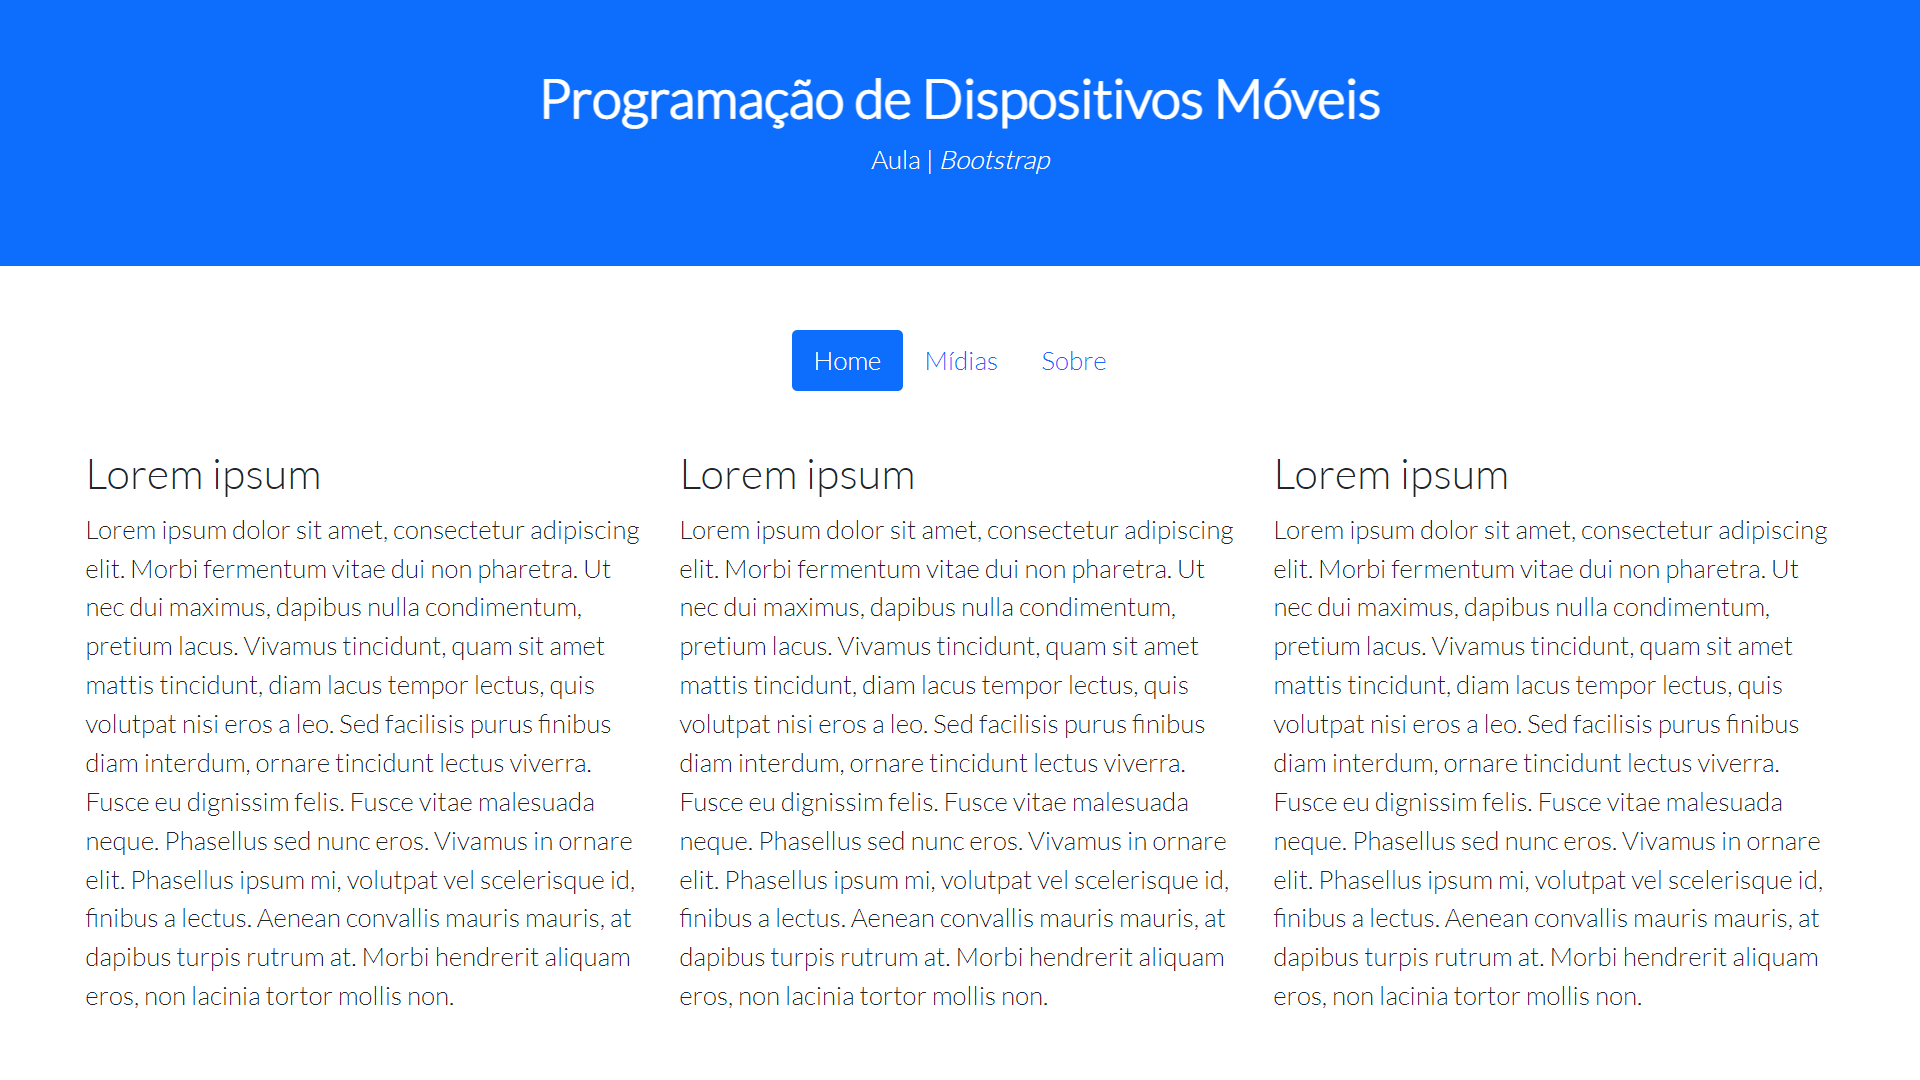 Programação de Dispositivos Móveis
Aula | Bootstrap
Home Mídias Sobre
Lorem ipsum
Lorem ipsum dolor sit amet, consectetur adipiscing
elit. Morbi fermentum vitae dui non pharetra. Ut
nec dui maximus, dapibus nulla condimentum,
pretium lacus. Vivamus tincidunt, quam sit amet
mattis tincidunt, diam lacus tempor lectus, quis
volutpat nisi eros a leo. Sed facilisis purus finibus
diam interdum, ornare tincidunt lectus viverra.
Fusce eu dignissim felis. Fusce vitae malesuada
neque. Phasellus sed nunc eros. Vivamus in ornare
elit. Phasellus ipsum mi, volutpat vel scelerisque id,
finibus a lectus. Aenean convallis mauris mauris, at
dapibus turpis rutrum at. Morbi hendrerit aliquam
eros, non lacinia tortor mollis non.
Lorem ipsum
Lorem ipsum dolor sit amet, consectetur adipiscing
elit. Morbi fermentum vitae dui non pharetra. Ut
nec dui maximus, dapibus nulla condimentum,
pretium lacus. Vivamus tincidunt, quam sit amet
mattis tincidunt, diam lacus tempor lectus, quis
volutpat nisi eros a leo. Sed facilisis purus finibus
diam interdum, ornare tincidunt lectus viverra.
Fusce eu dignissim felis. Fusce vitae malesuada
neque. Phasellus sed nunc eros. Vivamus in ornare
elit. Phasellus ipsum mi, volutpat vel scelerisque id,
finibus a lectus. Aenean convallis mauris mauris, at
dapibus turpis rutrum at. Morbi hendrerit aliquam
eros, non lacinia tortor mollis non.
Lorem ipsum
Lorem ipsum dolor sit amet, consectetur adipiscing
elit. Morbi fermentum vitae dui non pharetra. Ut
nec dui maximus, dapibus nulla condimentum,
pretium lacus. Vivamus tincidunt, quam sit amet
mattis tincidunt, diam lacus tempor lectus, quis
volutpat nisi eros a leo. Sed facilisis purus finibus
diam interdum, ornare tincidunt lectus viverra.
Fusce eu dignissim felis. Fusce vitae malesuada
neque. Phasellus sed nunc eros. Vivamus in ornare
elit. Phasellus ipsum mi, volutpat vel scelerisque id,
finibus a lectus. Aenean convallis mauris mauris, at
dapibus turpis rutrum at. Morbi hendrerit aliquam
eros, non lacinia tortor mollis non.